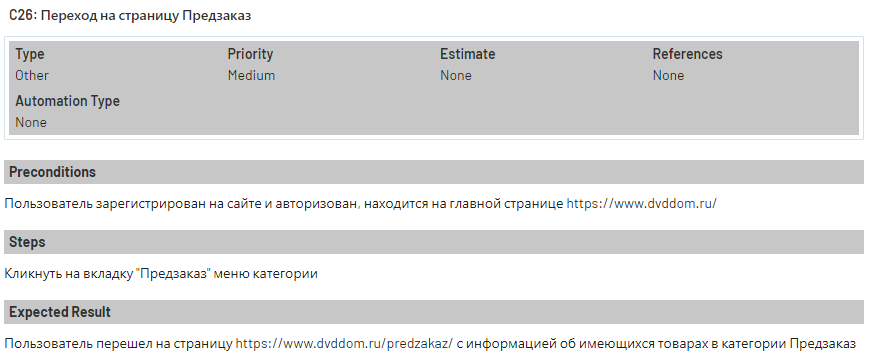 C26: Переход на страницу Предзаказ
Type Priority Estimate References
Other Medium None None
Automation Type
None
Preconditions
Пользователь зарегистрирован на сайте и авторизован, находится на главной странице https://www.dvddom.ru/
Steps
Кликнуть на вкладку "Предзаказ" меню категории
Expected Result
Пользователь перешел на страницу https://www.dvddom.ru/predzakaz/ с информацией об имеющихся товарах в категории Предзаказ